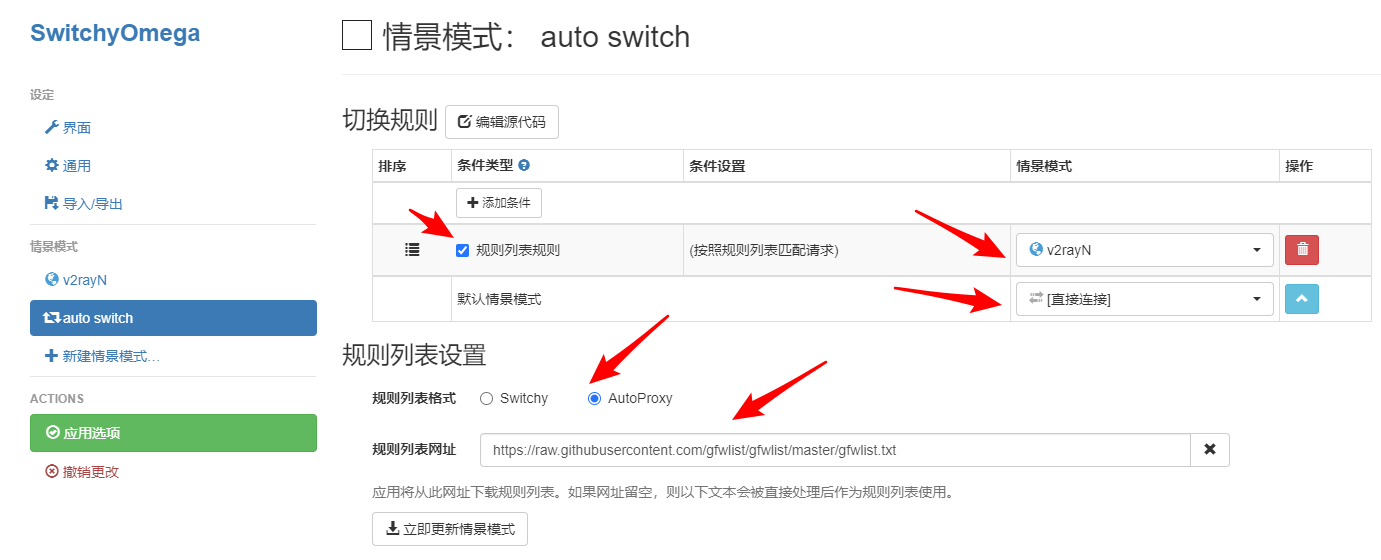 SwitchyOmega
设定
界面
通用
导入/导出
情景模式
v2rayN
auto switch
新建情景模式…
ACTIONS
应用选项
撤销更改
情景模式： auto switch
切换规则 编辑源代码
排序 条件类型 条件设置 情景模式 操作
添加条件
规则列表规则 (按照规则列表匹配请求) v2rayN
默认情景模式 [直接连接]
规则列表设置
规则列表格式 Switchy AutoProxy
规则列表网址 https://raw.githubusercontent.com/gfwlist/gfwlist/master/gfwlist.txt
应用将从此网址下载规则列表。如果网址留空，则以下文本会被直接处理后作为规则列表使用。
立即更新情景模式